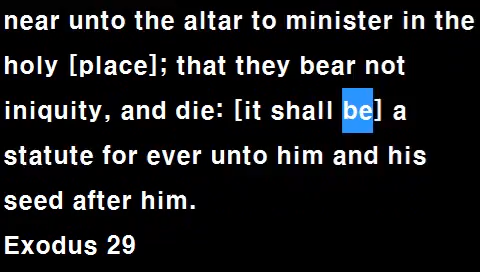 near unto the altar to minister in the
holy [place]; that they bear not
iniquity, and die: [it shall be] a
statute for ever unto him and his
seed after him.
Exodus 29